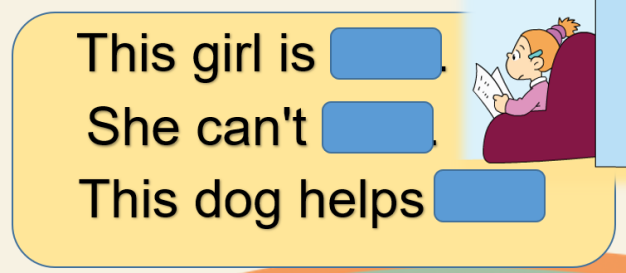 This girl is .
She can't .
This dog helps